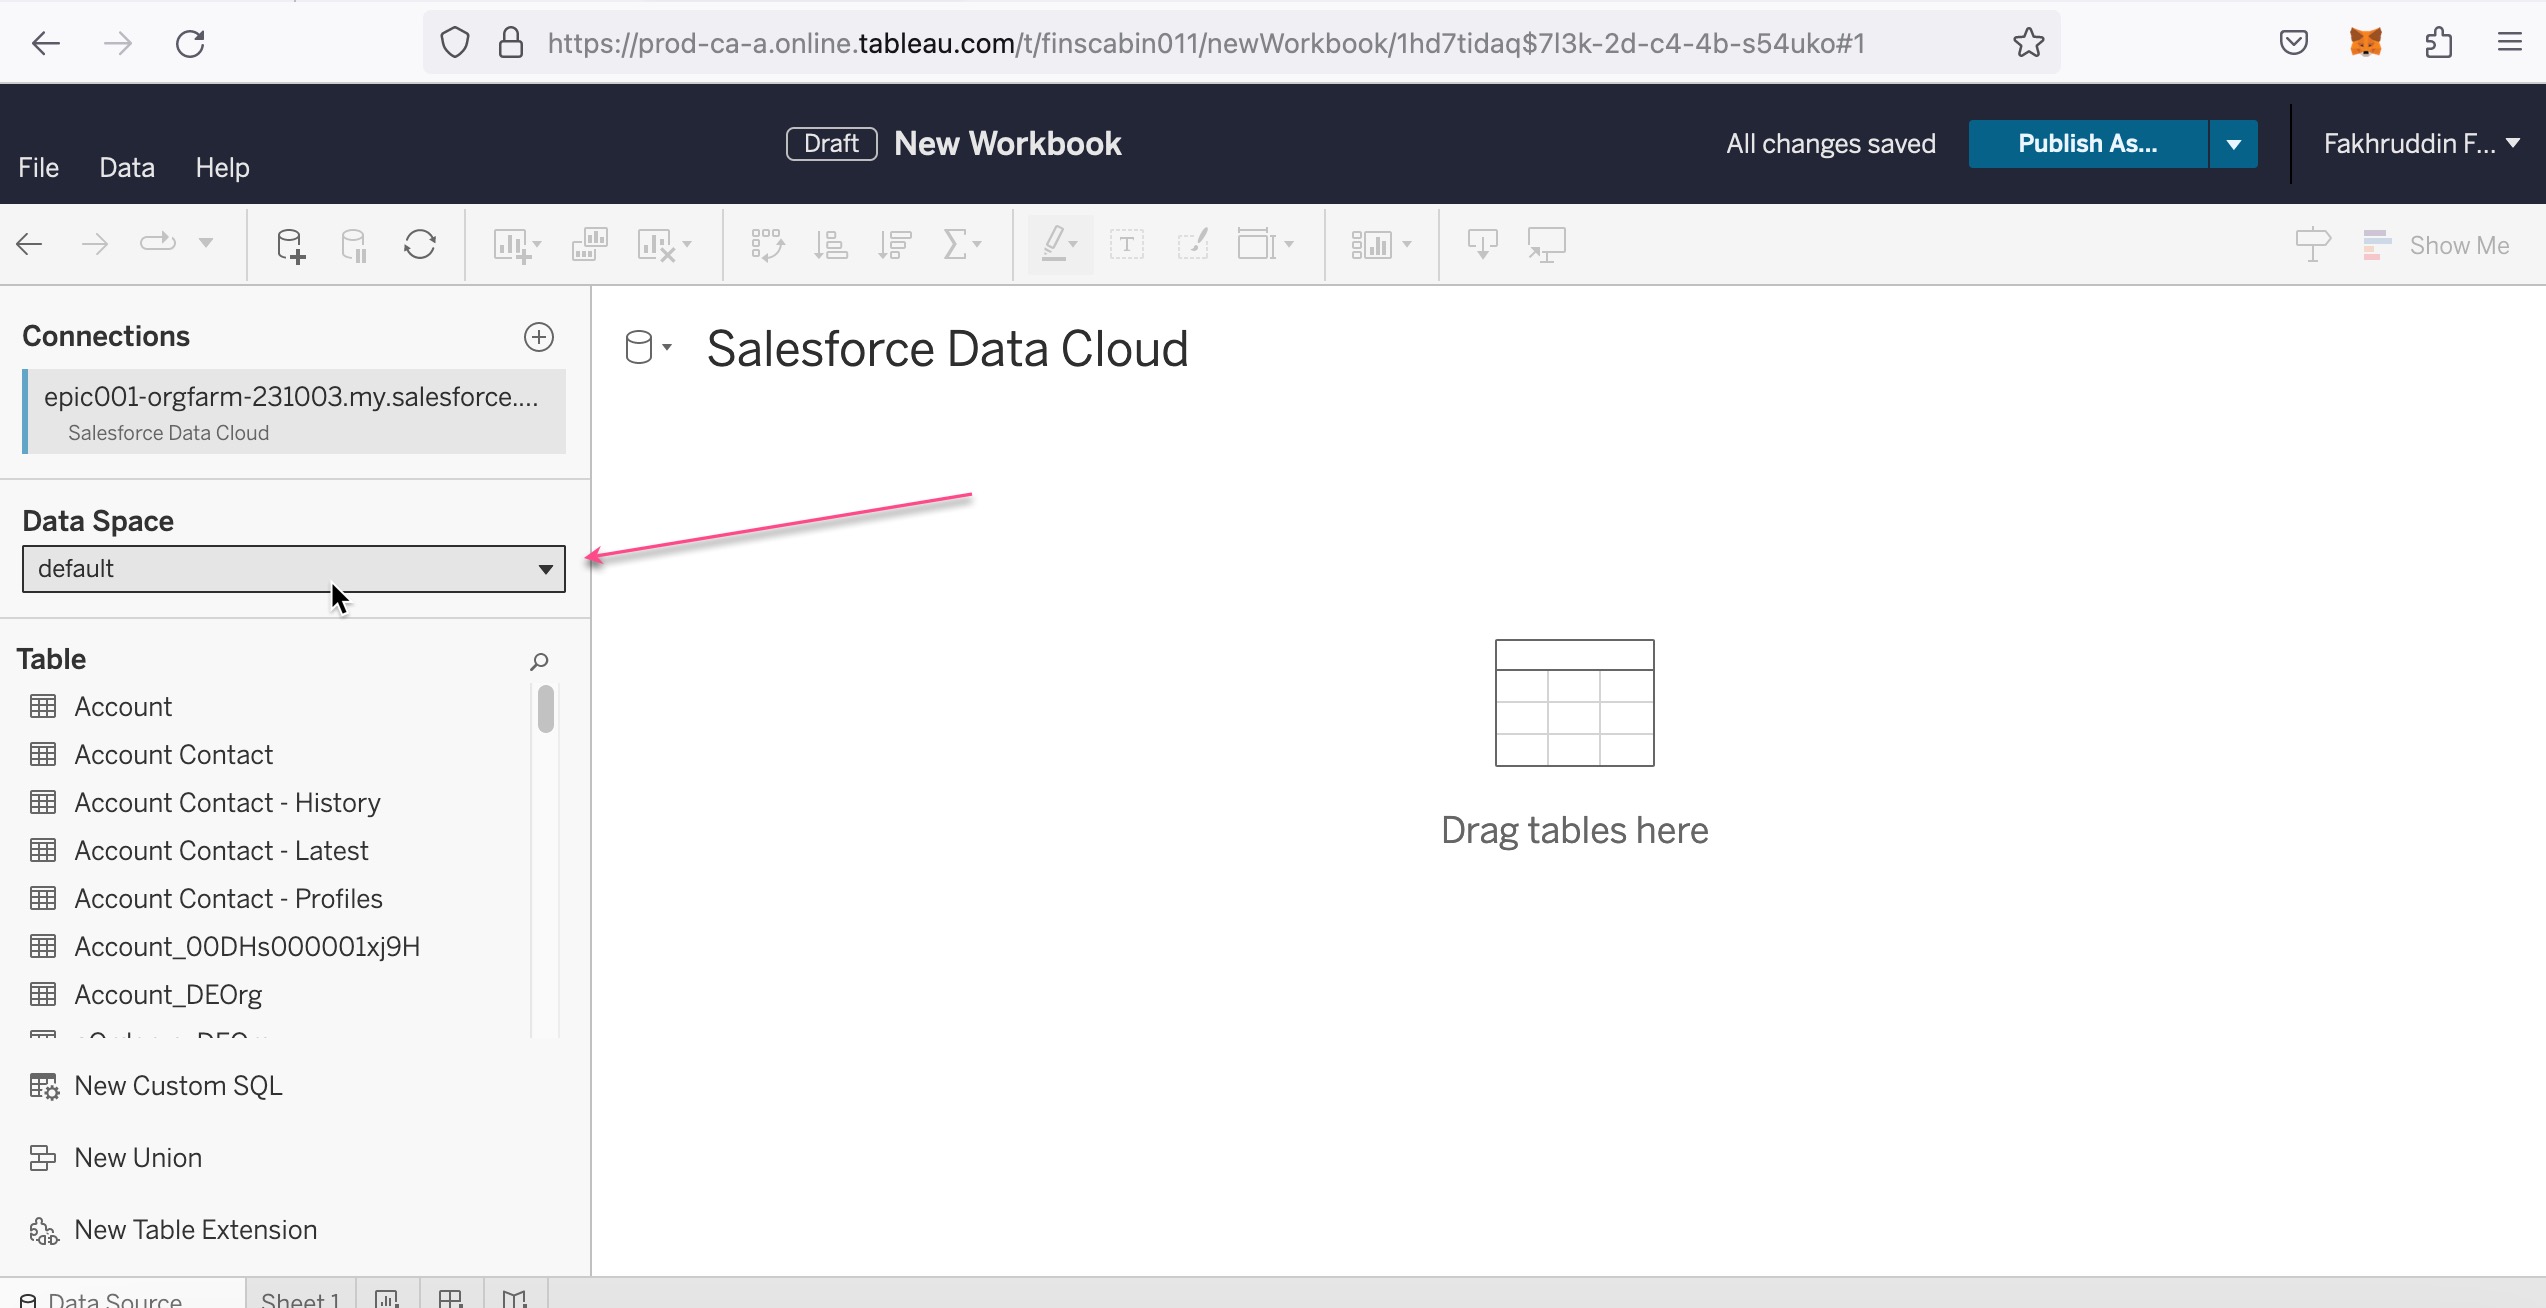 https://prod-ca-a.online.tableau.com/t/finscabin011/newWorkbook/1hd7tidaq$7l3k-2d-c4-4b-s54uko#1
File Data Help
Draft New Workbook
All changes saved
Publish As...
Fakhruddin F...
Show Me
Connections
epic001-orgfarm-231003.my.salesforce....
Salesforce Data Cloud
Salesforce Data Cloud
Data Space
default
Table
Account
Account Contact
Account Contact - History
Account Contact - Latest
Account Contact - Profiles
Account_00DHs000001xj9H
Account_DEOrg
New Custom SQL
New Union
New Table Extension
Drag tables here
Data Source
Sheet 1